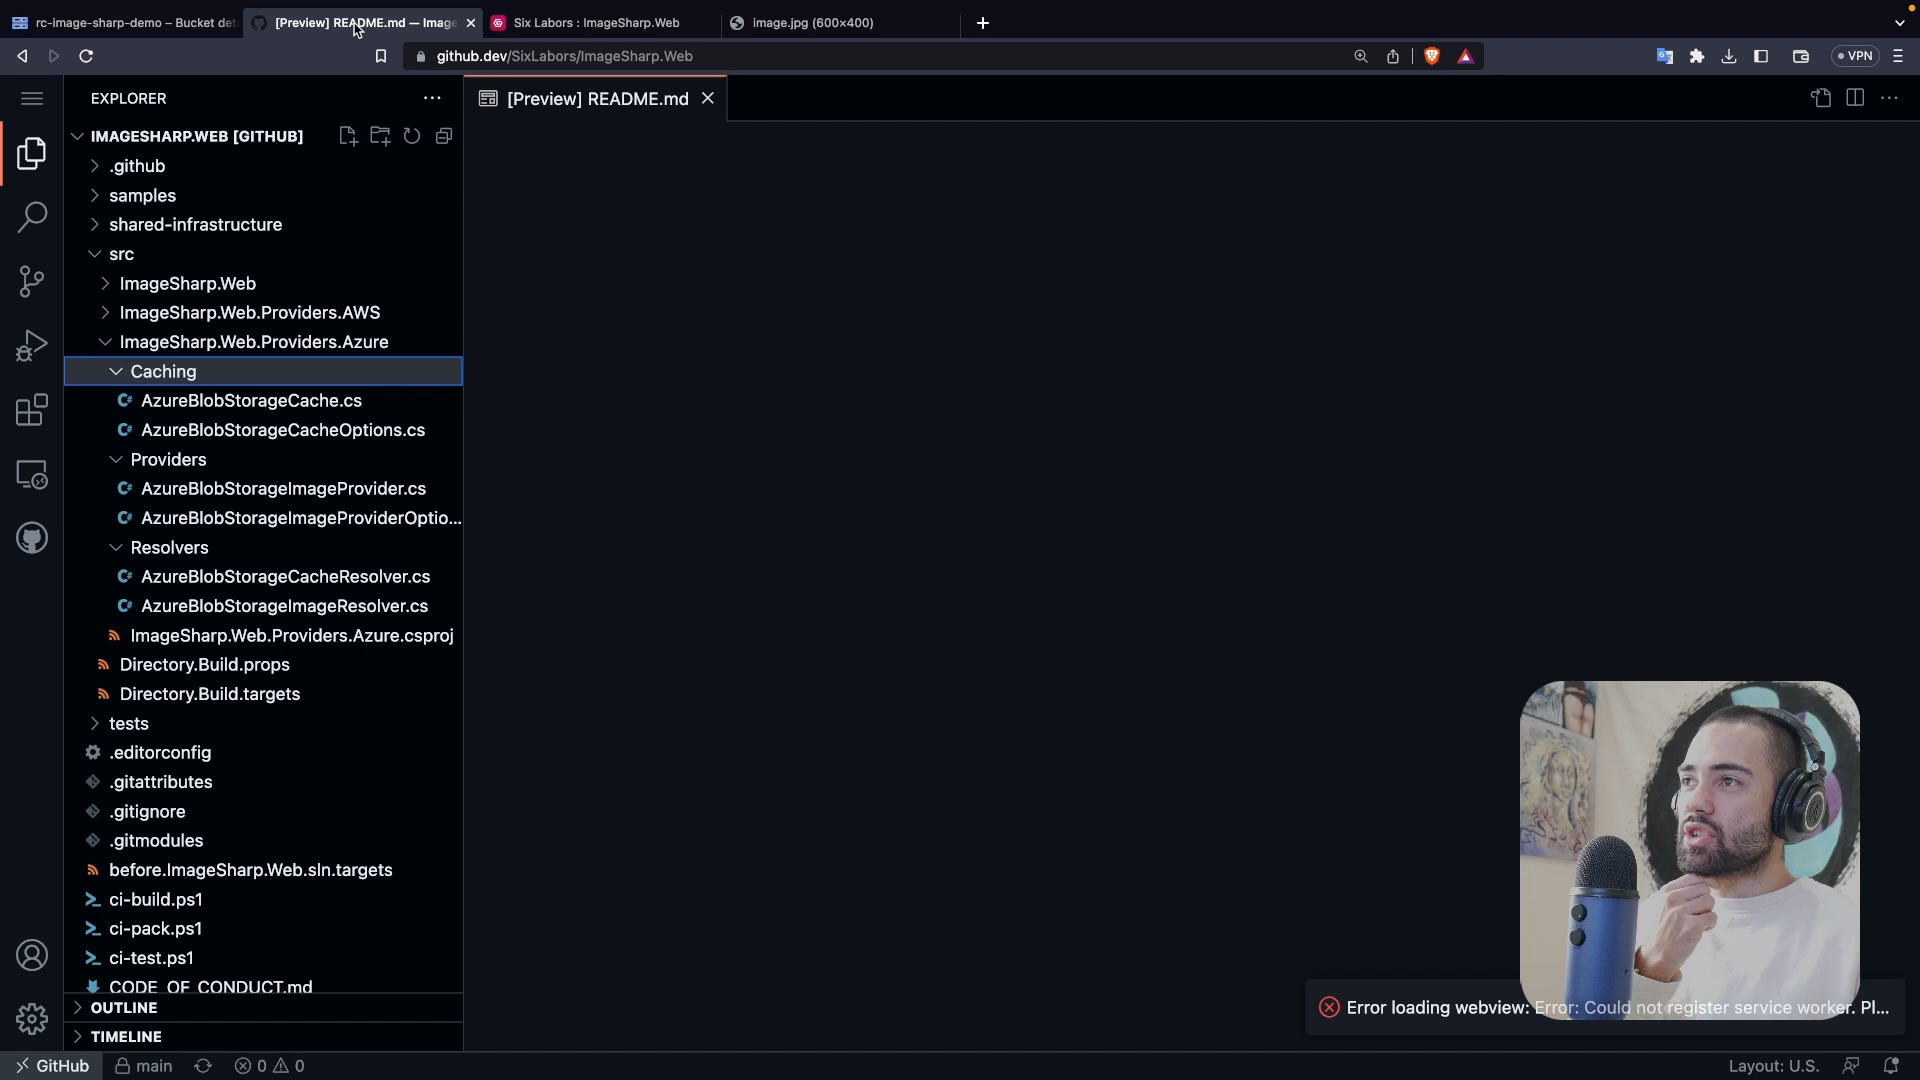 rc-image-sharp-demo – Bucket det
[Preview] README.md — Image
Six Labors : ImageSharp.Web
image.jpg (600×400)
github.dev/SixLabors/ImageSharp.Web
VPN
EXPLORER
[Preview] README.md
IMAGESHARP.WEB [GITHUB]
.github
samples
shared-infrastructure
src
ImageSharp.Web
ImageSharp.Web.Providers.AWS
ImageSharp.Web.Providers.Azure
Caching
AzureBlobStorageCache.cs
AzureBlobStorageCacheOptions.cs
Providers
AzureBlobStorageImageProvider.cs
AzureBlobStorageImageProviderOptio...
Resolvers
AzureBlobStorageCacheResolver.cs
AzureBlobStorageImageResolver.cs
ImageSharp.Web.Providers.Azure.csproj
Directory.Build.props
Directory.Build.targets
tests
.editorconfig
.gitattributes
.gitignore
.gitmodules
before.ImageSharp.Web.sln.targets
ci-build.ps1
ci-pack.ps1
ci-test.ps1
CODE_OF_CONDUCT.md
OUTLINE
TIMELINE
Error loading webview: Error: Could not register service worker. Pl...
GitHub
main
0
0
Layout: U.S.